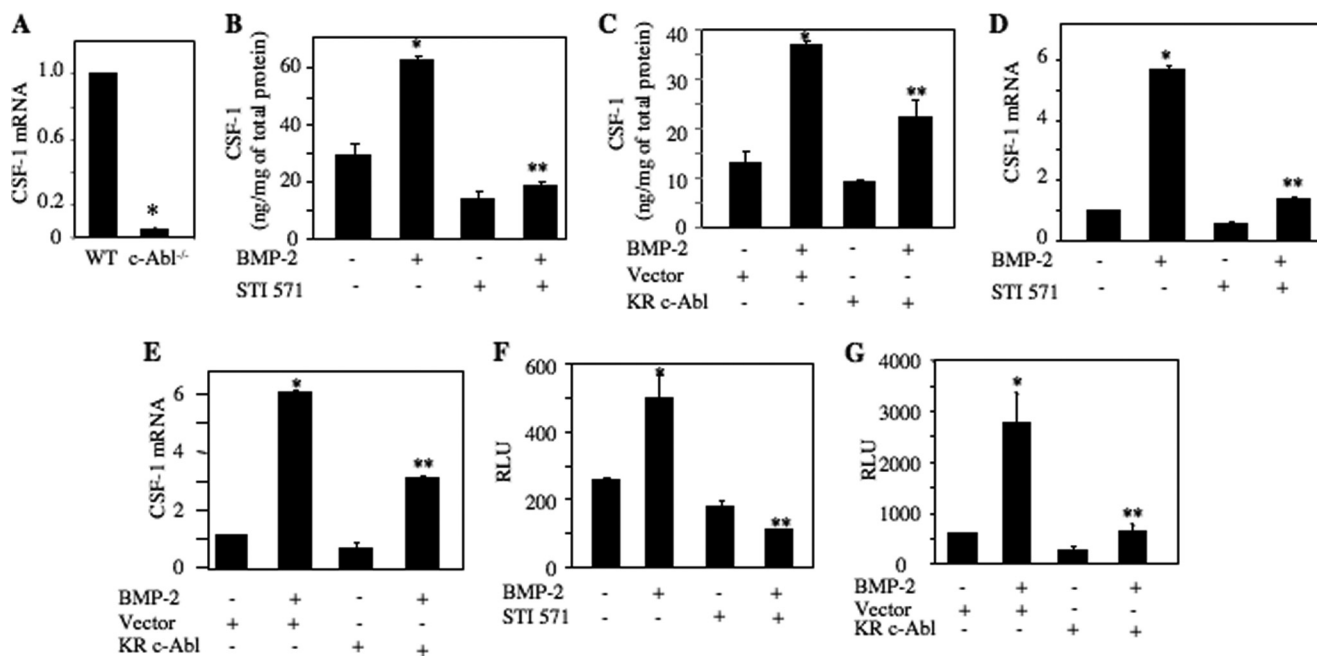 A
CSF-1 mRNA
1.0
0.6
0.2
0
*
WT c-Abl-/-
B
CSF-1
(ng/mg of total protein)
60
40
20
0
*
**
BMP-2 - + - +
STI 571 - - + +
C
CSF-1
(ng/mg of total protein)
40
30
20
10
0
*
**
BMP-2 - + - +
Vector + +
KR c-Abl + +
D
CSF-1 mRNA
6
4
2
0
*
**
BMP-2 - + - +
STI 571 - - + +
E
CSF-1 mRNA
6
4
2
0
*
**
BMP-2 - + - +
Vector + +
KR c-Abl + +
F
RLU
600
400
200
0
*
**
BMP-2 - + - +
STI 571 - - + +
G
RLU
4000
3000
2000
1000
0
*
**
BMP-2 - + - +
Vector + +
KR c-Abl + +